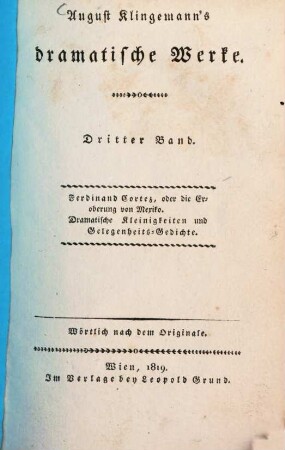 August Klingemann's
dramatische Werke.
Dritter Band.
Ferdinand Cortez, oder die Er-
oberung von Mexiko.
Dramatische Kleinigkeiten und
Gelegenheits-Gedichte.
Wörtlich nach dem Originale.
Wien, 1819.
Im Verlage bey Leopold Grund.